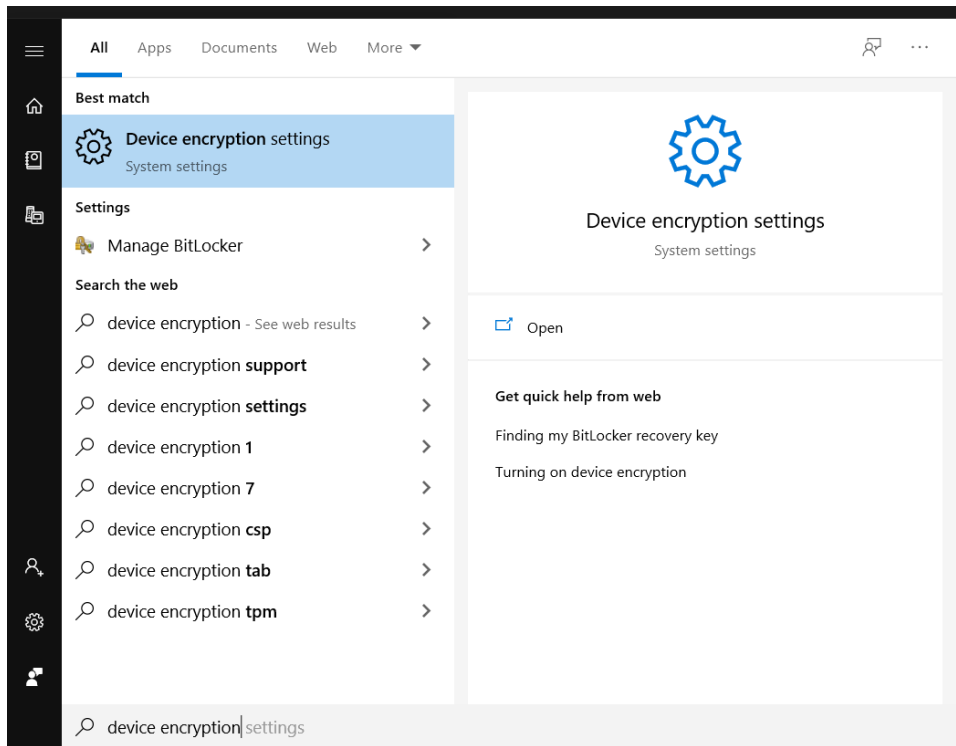 All Apps Documents Web More
Best match
Device encryption settings
System settings
Settings
Manage BitLocker
Search the web
device encryption - See web results
device encryption support
device encryption settings
device encryption 1
device encryption 7
device encryption csp
device encryption tab
device encryption tpm
device encryption settings
Device encryption settings
System settings
Open
Get quick help from web
Finding my BitLocker recovery key
Turning on device encryption